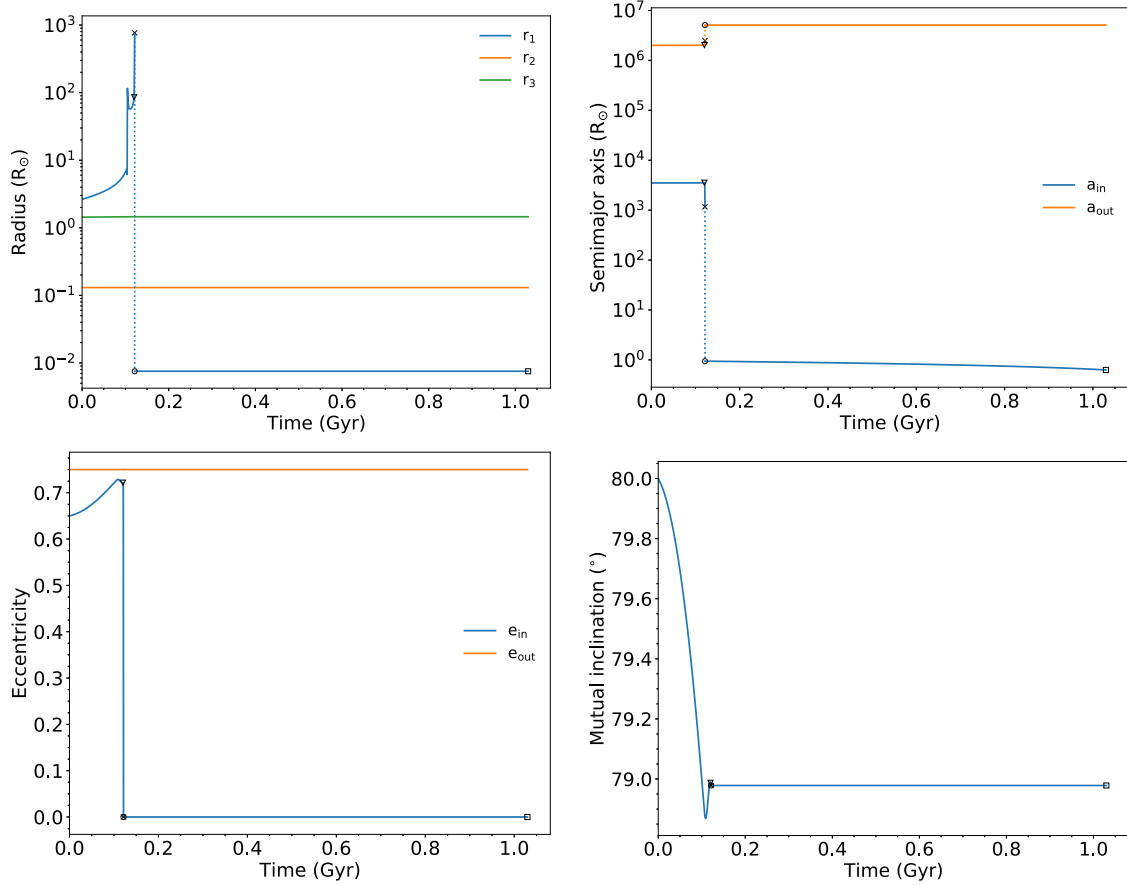 10³
10²
10¹
10⁰
10⁻¹
10⁻²
Radius (R⊙)
r₁
r₂
r₃
0.0 0.2 0.4 0.6 0.8 1.0
Time (Gyr)
10⁷
10⁶
10⁵
10⁴
10³
10²
10¹
10⁰
Semimajor axis (R⊙)
a_in
a_out
0.0 0.2 0.4 0.6 0.8 1.0
Time (Gyr)
0.7
0.6
0.5
0.4
0.3
0.2
0.1
0.0
Eccentricity
e_in
e_out
0.0 0.2 0.4 0.6 0.8 1.0
Time (Gyr)
80.0
79.8
79.6
79.4
79.2
79.0
Mutual inclination (°)
0.0 0.2 0.4 0.6 0.8 1.0
Time (Gyr)